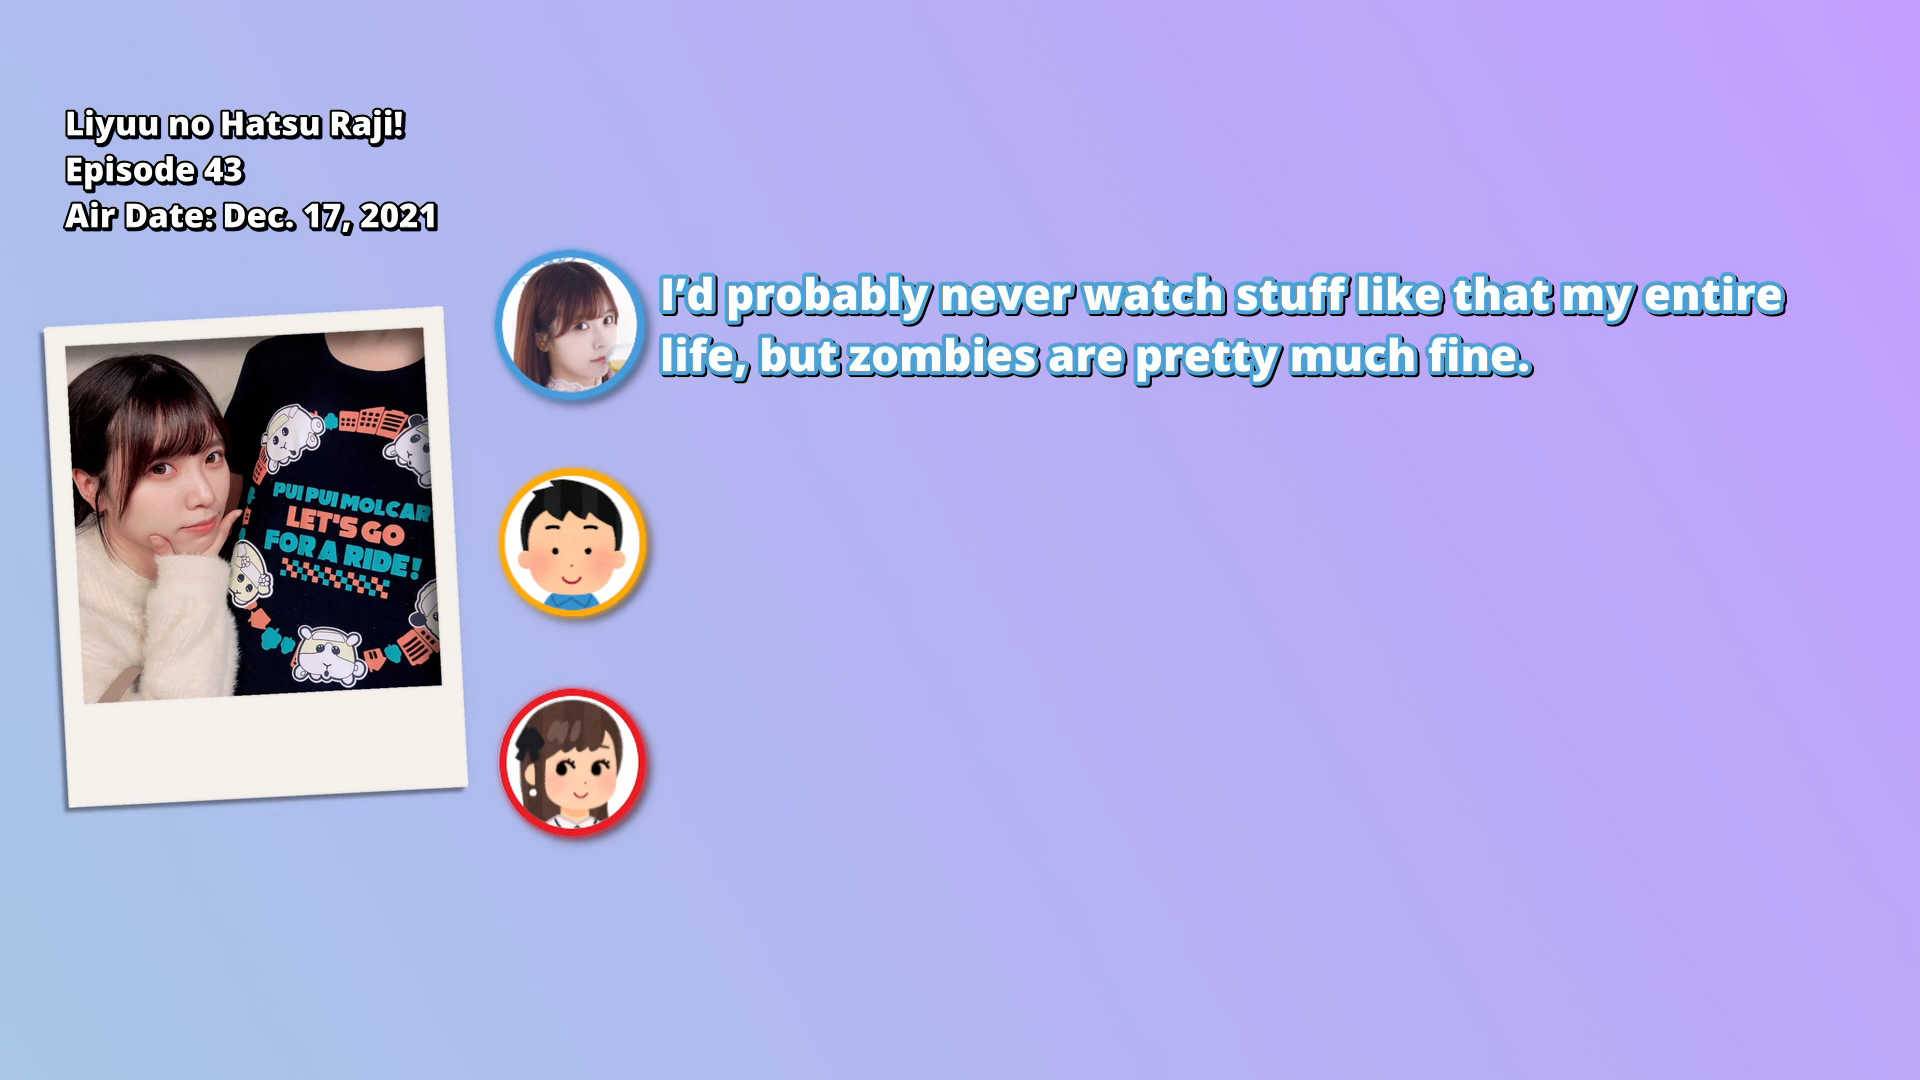 Liyuu no Hatsu Raji!
Episode 43
Air Date: Dec. 17, 2021
I’d probably never watch stuff like that my entire
life, but zombies are pretty much fine.
PUI PUI MOLCAR
LET'S GO
FOR A RIDE!